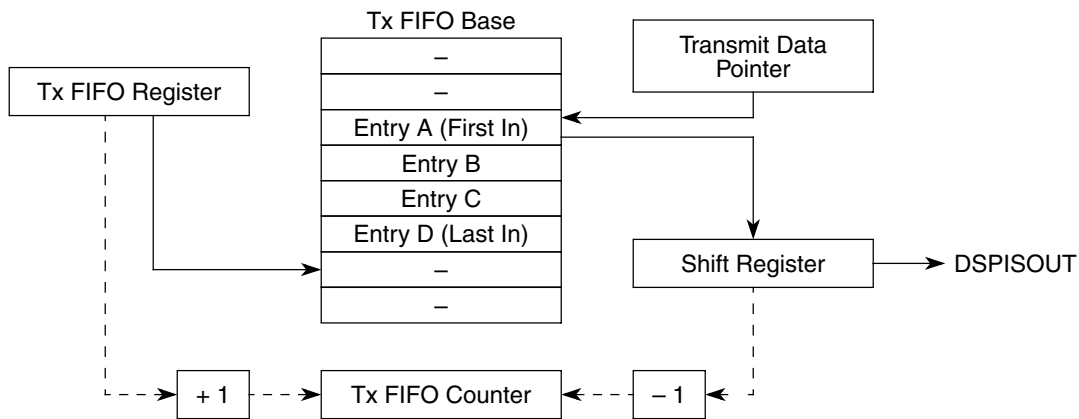 Tx FIFO Base
–
–
Entry A (First In)
Entry B
Entry C
Entry D (Last In)
–
–
Transmit Data
Pointer
Tx FIFO Register
Shift Register
DSPISOUT
+ 1
Tx FIFO Counter
– 1